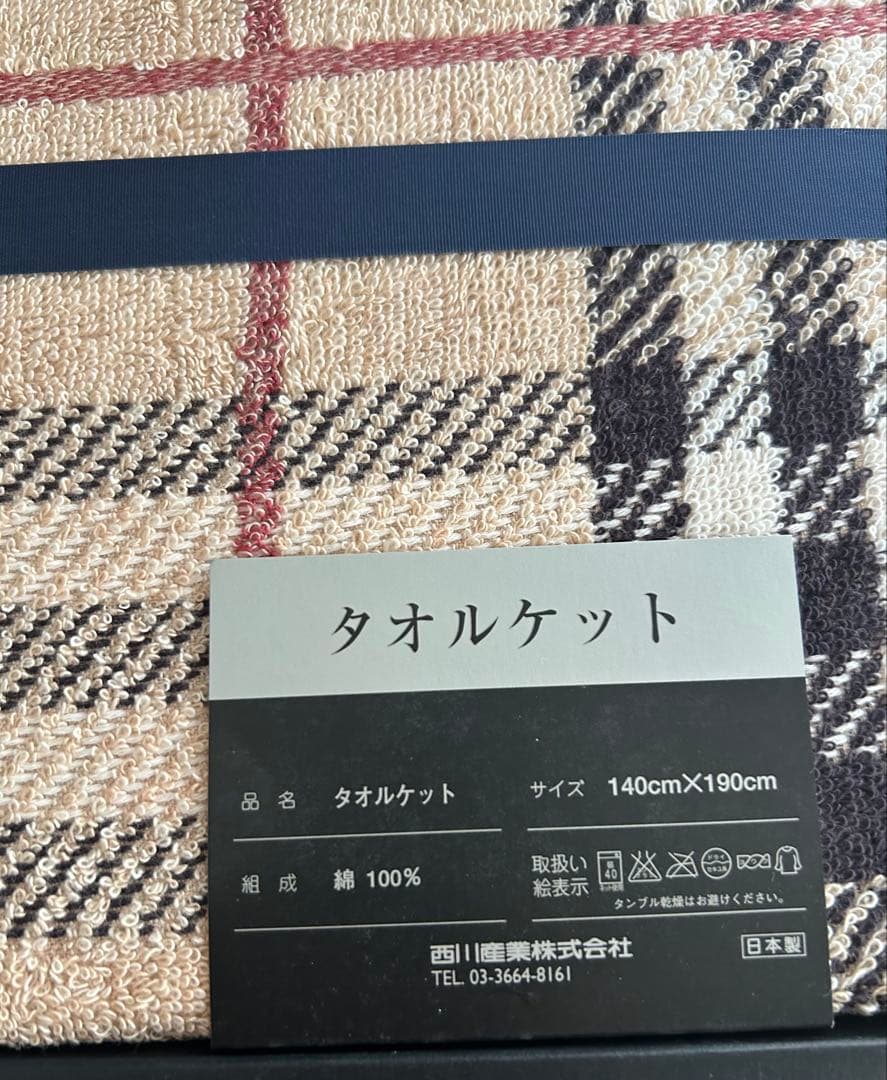 タオルケット
品名 タオルケット
サイズ 140cm×190cm
組成 綿 100%
取扱い
絵表示
40
タンブル乾燥はお避けください。
西川産業株式会社
TEL. 03-3664-8161
日本製